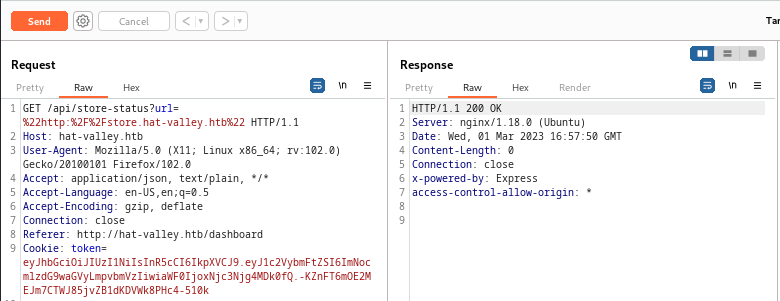 Send
Cancel
< ▾
> ▾
Tar
Request
Response
Pretty Raw Hex
\n
Pretty Raw Hex Render
\n
1 GET /api/store-status?url=
%22http:%2F%2Fstore.hat-valley.htb%22 HTTP/1.1
2 Host: hat-valley.htb
3 User-Agent: Mozilla/5.0 (X11; Linux x86_64; rv:102.0)
Gecko/20100101 Firefox/102.0
4 Accept: application/json, text/plain, */*
5 Accept-Language: en-US,en;q=0.5
6 Accept-Encoding: gzip, deflate
7 Connection: close
8 Referer: http://hat-valley.htb/dashboard
9 Cookie: token=
eyJhbGciOiJIUzI1NiIsInR5cCI6IkpXVCJ9.eyJ1c2VybmFtZSI6ImNoc
mlzdG9waGVyLmpvbmVzIiwiaWF0IjoxNjc3Njg4MDk0fQ.-KZnFT6mOE2M
EJm7CTWJ85jvZB1dKDVWk8PHc4-510k
1 HTTP/1.1 200 OK
2 Server: nginx/1.18.0 (Ubuntu)
3 Date: Wed, 01 Mar 2023 16:57:50 GMT
4 Content-Length: 0
5 Connection: close
6 x-powered-by: Express
7 access-control-allow-origin: *
8
9